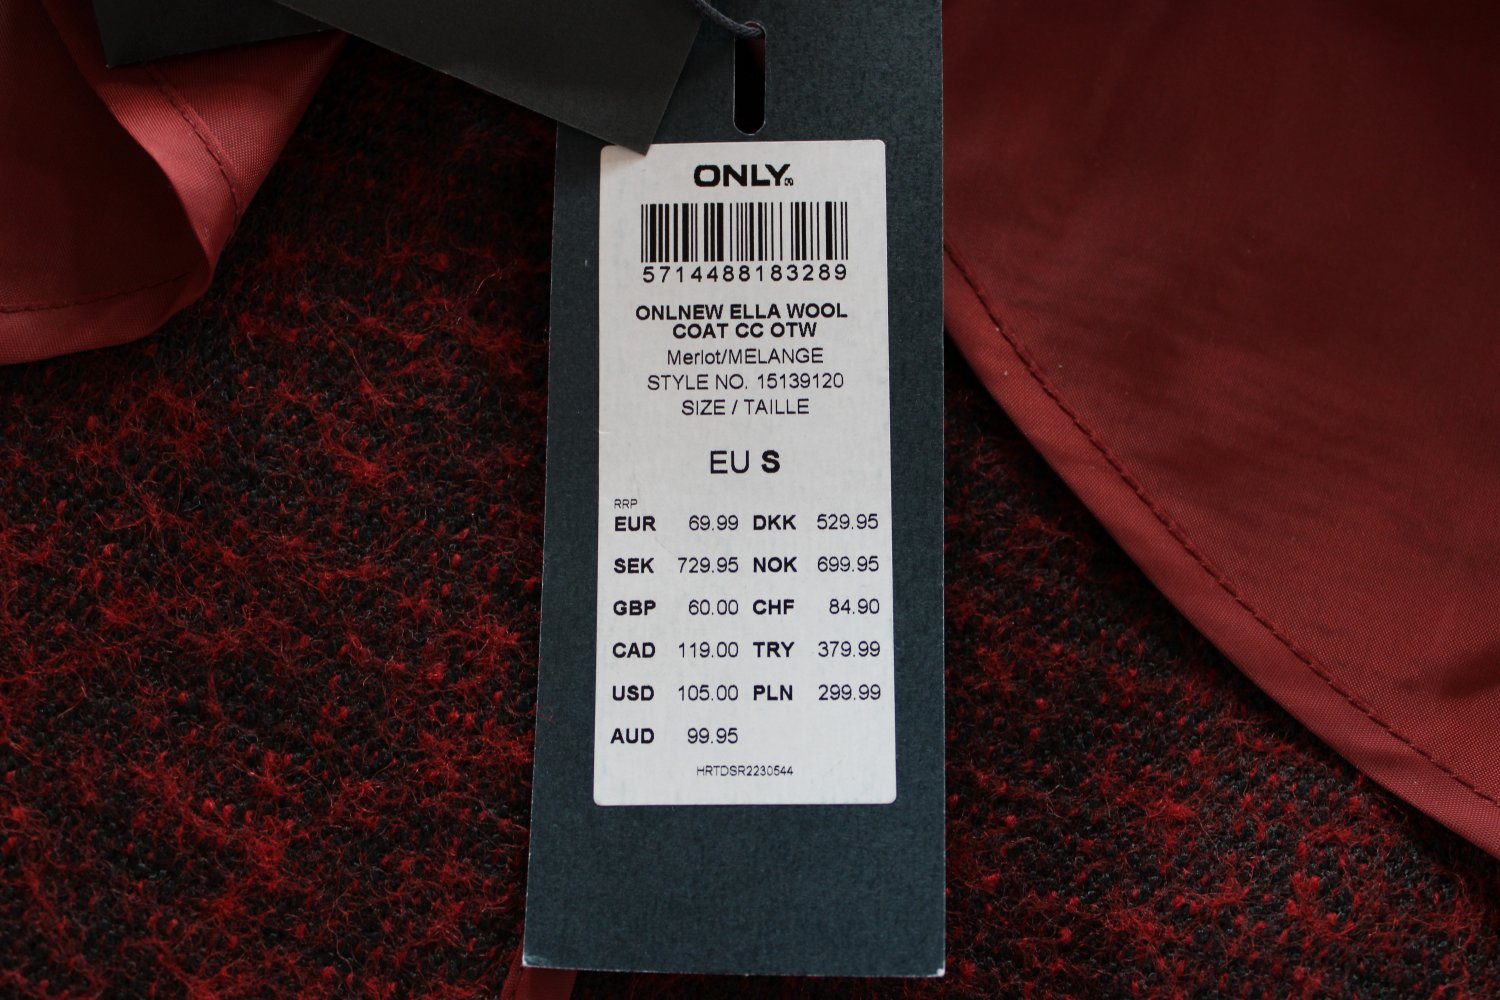 ONLY
5714488183289
ONLNEW ELLA WOOL
COAT CC OTW
Merlot/MELANGE
STYLE NO. 15139120
SIZE / TAILLE
EU S
RRP
EUR 69.99 DKK 529.95
SEK 729.95 NOK 699.95
GBP 60.00 CHF 84.90
CAD 119.00 TRY 379.99
USD 105.00 PLN 299.99
AUD 99.95
HRTDSR2230544